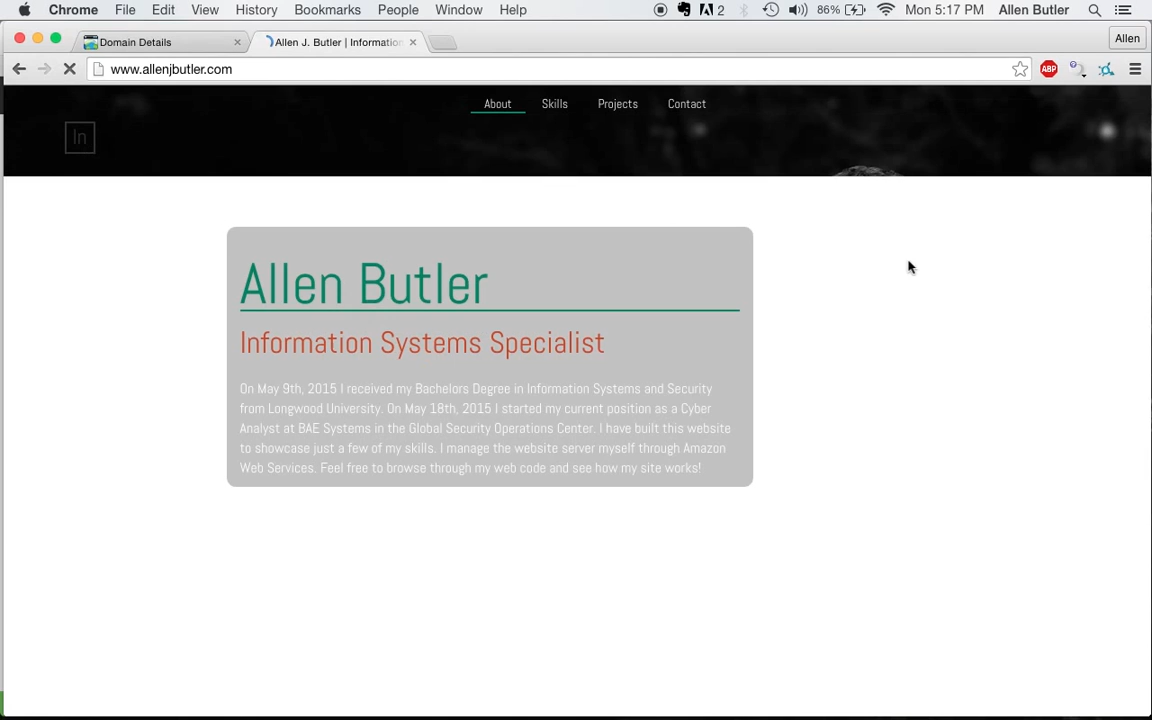 Chrome File Edit View History Bookmarks People Window Help 2 86% Mon 5:17 PM Allen Butler
Domain Details
Allen J. Butler | Information
Allen
www.allenjbutler.com
ABP
About Skills Projects Contact
In
Allen Butler
Information Systems Specialist
On May 9th, 2015 I received my Bachelors Degree in Information Systems and Security
from Longwood University. On May 18th, 2015 I started my current position as a Cyber
Analyst at BAE Systems in the Global Security Operations Center. I have built this website
to showcase just a few of my skills. I manage the website server myself through Amazon
Web Services. Feel free to browse through my web code and see how my site works!